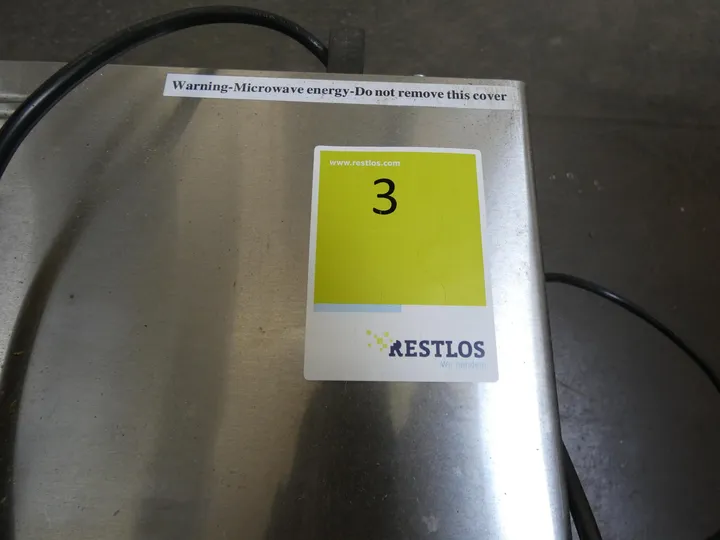 Warning-Microwave energy-Do not remove this cover
www.restlos.com
3
RESTLOS